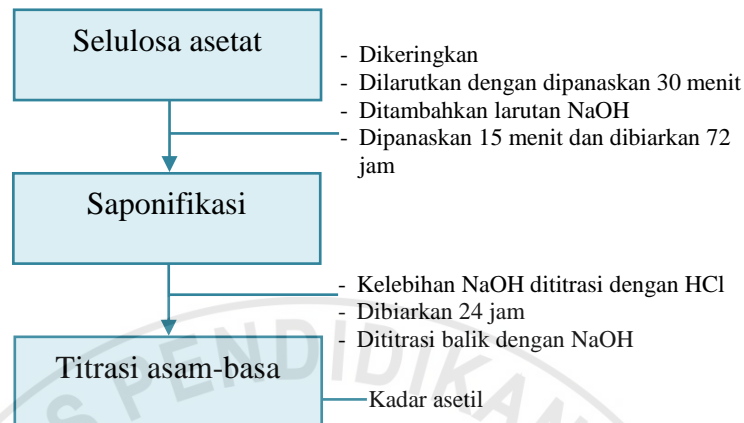 Selulosa asetat
- Dikeringkan
- Dilarutkan dengan dipanaskan 30 menit
- Ditambahkan larutan NaOH
- Dipanaskan 15 menit dan dibiarkan 72
jam
Saponifikasi
- Kelebihan NaOH dititrasi dengan HCl
- Dibiarkan 24 jam
- Dititrasi balik dengan NaOH
Titrasi asam-basa
Kadar asetil
S PENDIDIKAN